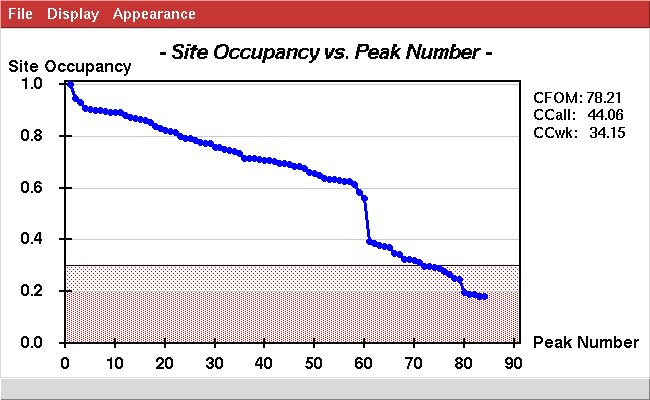 File Display Appearance
- Site Occupancy vs. Peak Number -
Site Occupancy
1.0
0.8
0.6
0.4
0.2
0.0
0 10 20 30 40 50 60 70 80 90
Peak Number
CFOM: 78.21
CCall: 44.06
CCwk: 34.15